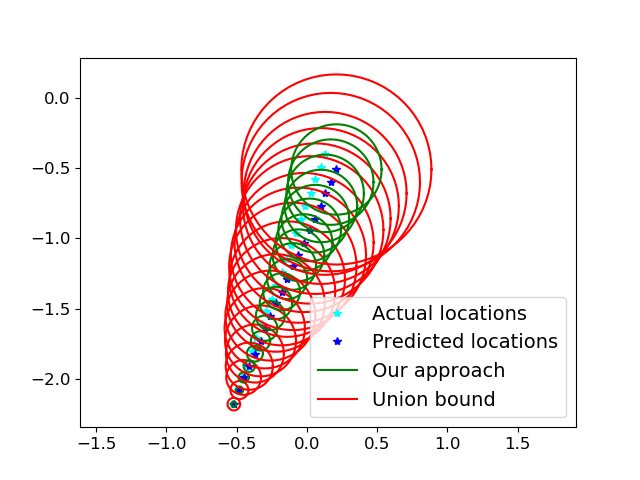 0.0
−0.5
−1.0
−1.5
−2.0
−1.5 −1.0 −0.5 0.0 0.5 1.0 1.5
Actual locations
Predicted locations
Our approach
Union bound